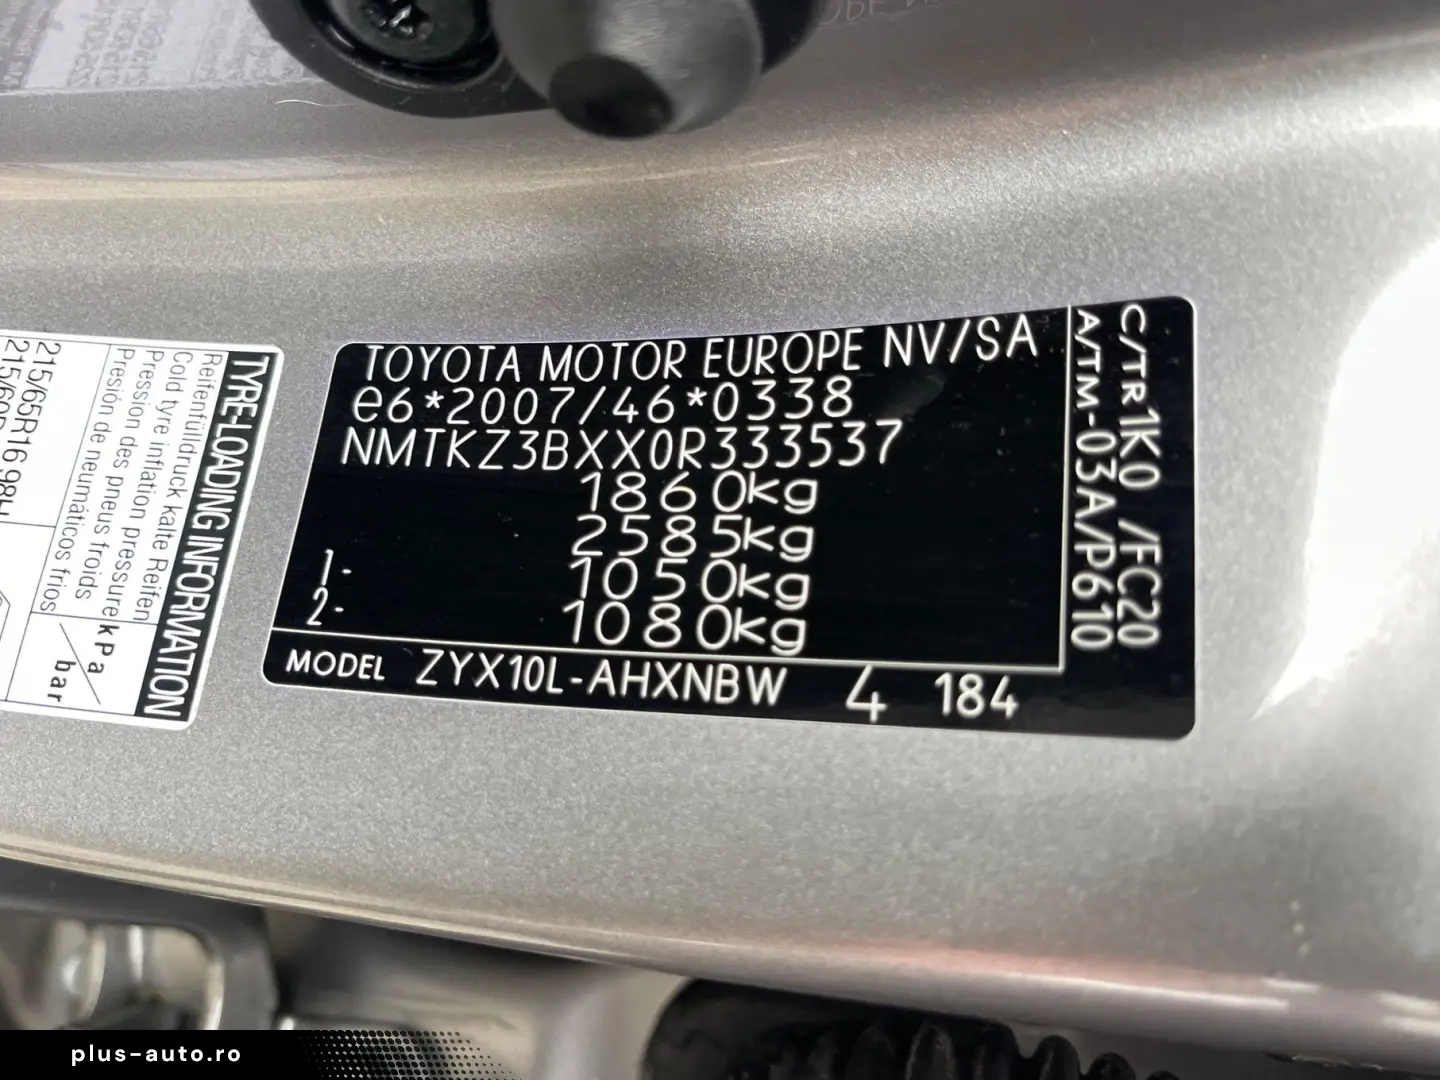 TOYOTA MOTOR EUROPE NV/SA
e6*2007/46*0338
NMTKZ3BXX0R333537
1860kg
2585kg
1- 1050kg
2- 1080kg
MODEL ZYX10L-AHXNBW 4 184
C/TR1K0 /FC20
A/TM-03A/P610
TYRE-LOADING INFORMATION
Reifenfülldruck kalte Reifen
Cold tyre inflation pressure
Pression des pneus froids
Presión de neumáticos fríos
kPa/bar
215/65R16 98H
plus-auto.ro